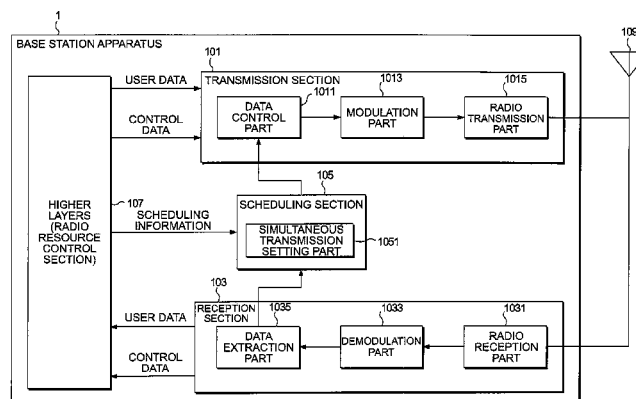 1
BASE STATION APPARATUS
109
101
TRANSMISSION SECTION
USER DATA
1011
1013
1015
DATA
CONTROL
PART
MODULATION
PART
RADIO
TRANSMISSION
PART
CONTROL
DATA
105
SCHEDULING SECTION
SIMULTANEOUS
TRANSMISSION
SETTING PART
1051
107
SCHEDULING
INFORMATION
HIGHER
LAYERS
(RADIO
RESOURCE
CONTROL
SECTION)
103
RECEPTION
SECTION
1035
1033
1031
USER DATA
DATA
EXTRACTION
PART
DEMODULATION
PART
RADIO
RECEPTION
PART
CONTROL
DATA